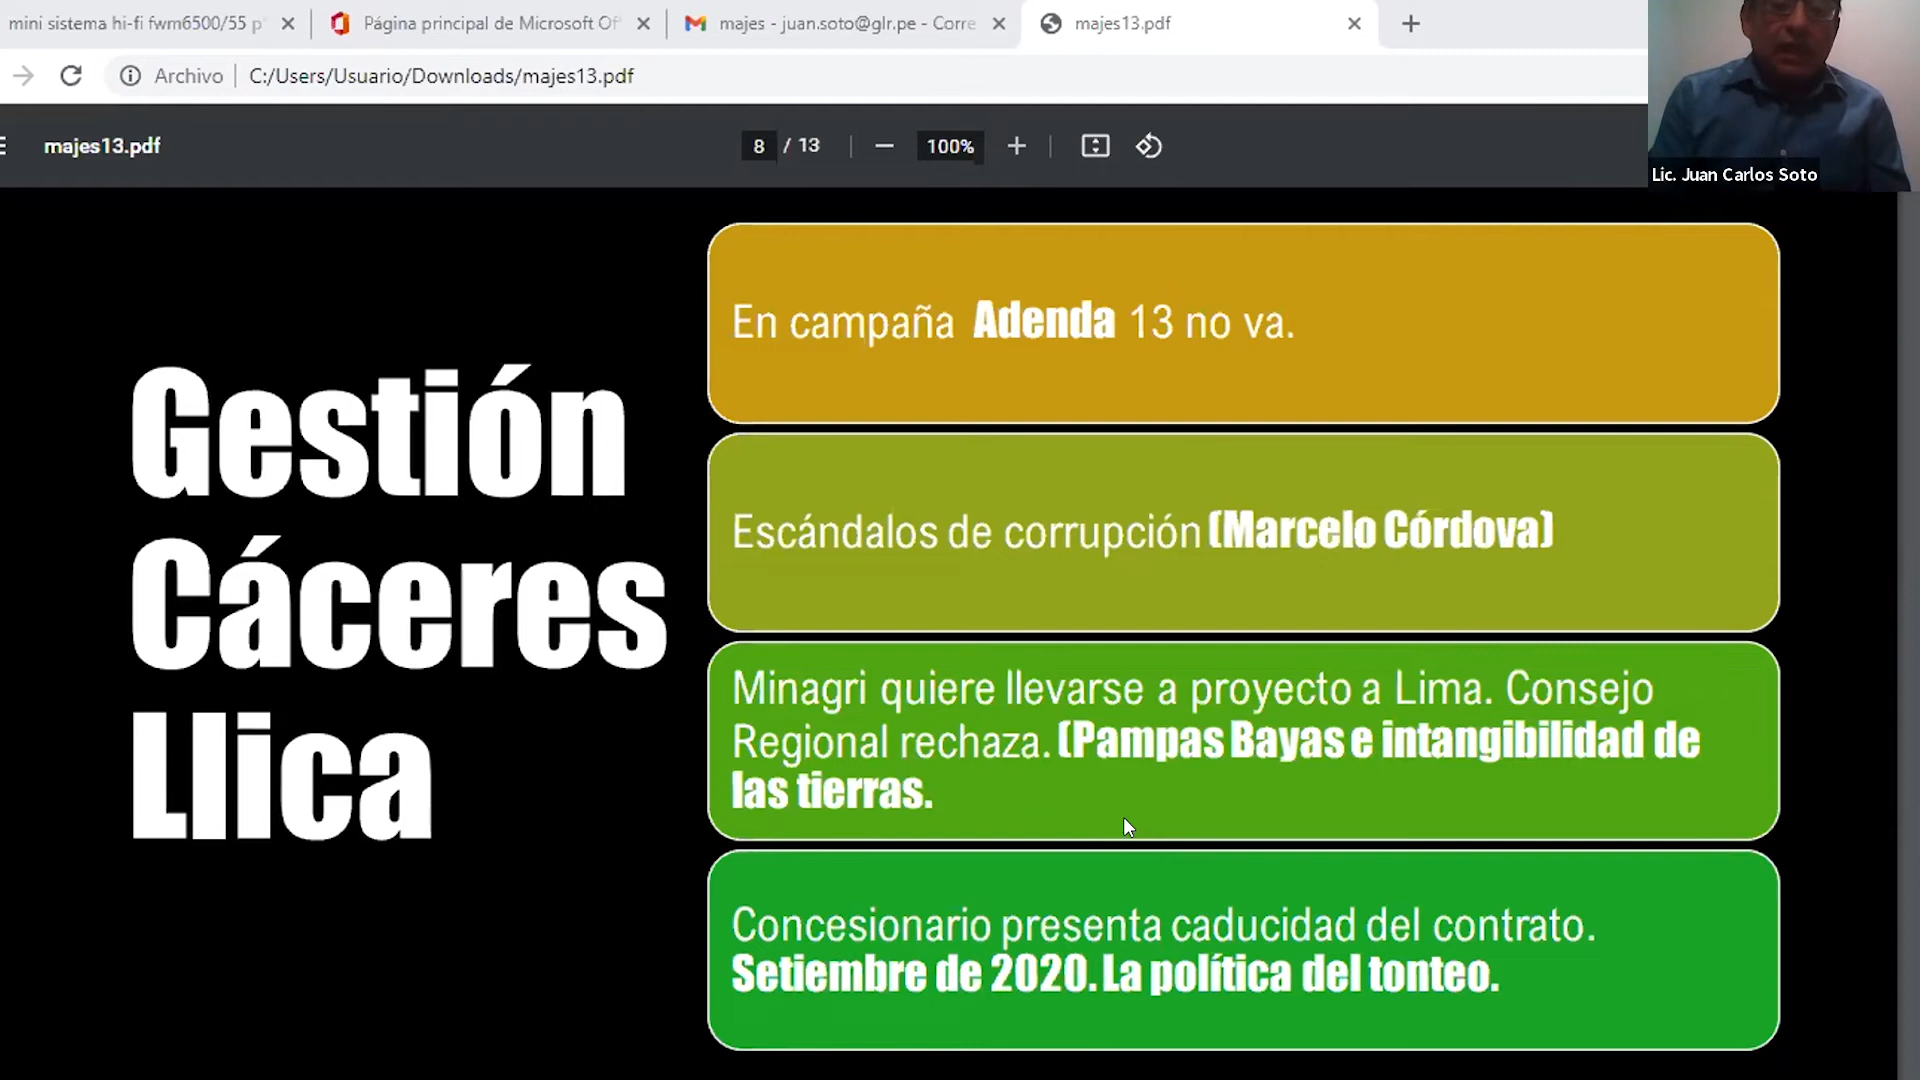 mini sistema hi-fi fwm6500/55 p
Página principal de Microsoft Of
majes - juan.soto@glr.pe - Corre
majes13.pdf
Archivo
C:/Users/Usuario/Downloads/majes13.pdf
majes13.pdf
8 / 13
100%
Lic. Juan Carlos Soto
Gestión
Cáceres
Llica
En campaña Adenda 13 no va.
Escándalos de corrupción (Marcelo Córdova)
Minagri quiere llevarse a proyecto a Lima. Consejo
Regional rechaza. (Pampas Bayas e intangibilidad de
las tierras.
Concesionario presenta caducidad del contrato.
Setiembre de 2020. La política del tonteo.